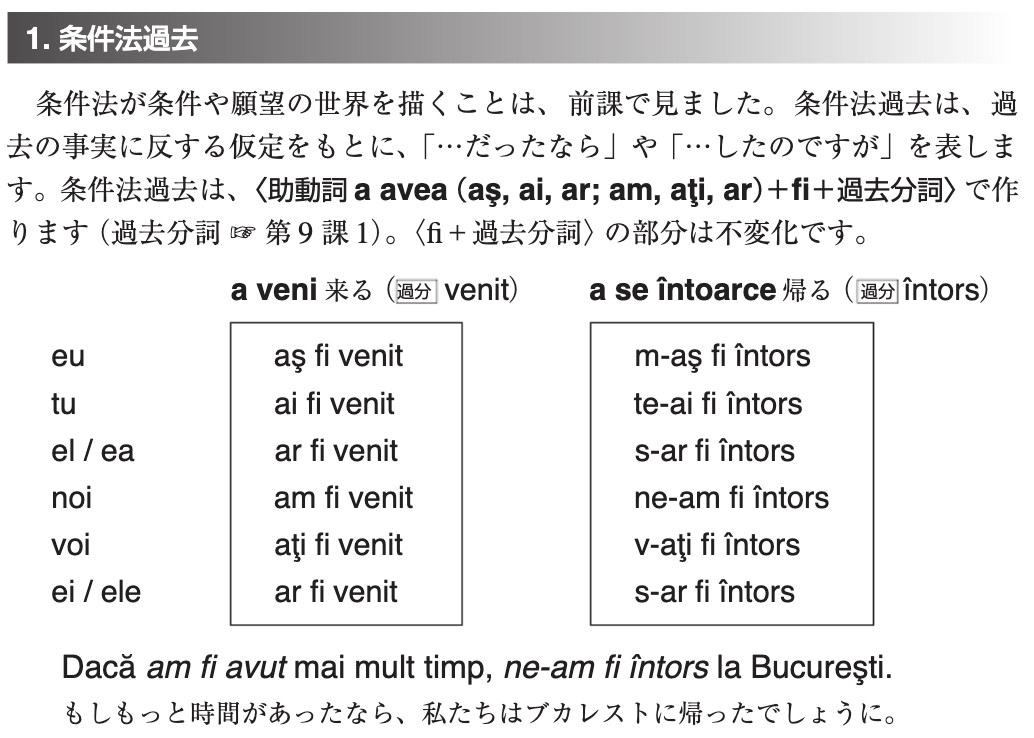 1. 条件法過去
条件法が条件や願望の世界を描くことは、前課で見ました。条件法過去は、過
去の事実に反する仮定をもとに、「…だったなら」や「…したのですが」を表しま
す。条件法過去は、〈助動詞 a avea (aş, ai, ar; am, aţi, ar)＋fi＋過去分詞〉で作
ります（過去分詞 ☞ 第 9 課 1）。〈fi + 過去分詞〉の部分は不変化です。
a veni 来る（過分 venit） a se întoarce 帰る（過分 întors）
eu aş fi venit m-aş fi întors
tu ai fi venit te-ai fi întors
el / ea ar fi venit s-ar fi întors
noi am fi venit ne-am fi întors
voi aţi fi venit v-aţi fi întors
ei / ele ar fi venit s-ar fi întors
Dacă am fi avut mai mult timp, ne-am fi întors la Bucureşti.
もしもっと時間があったなら、私たちはブカレストに帰ったでしょうに。